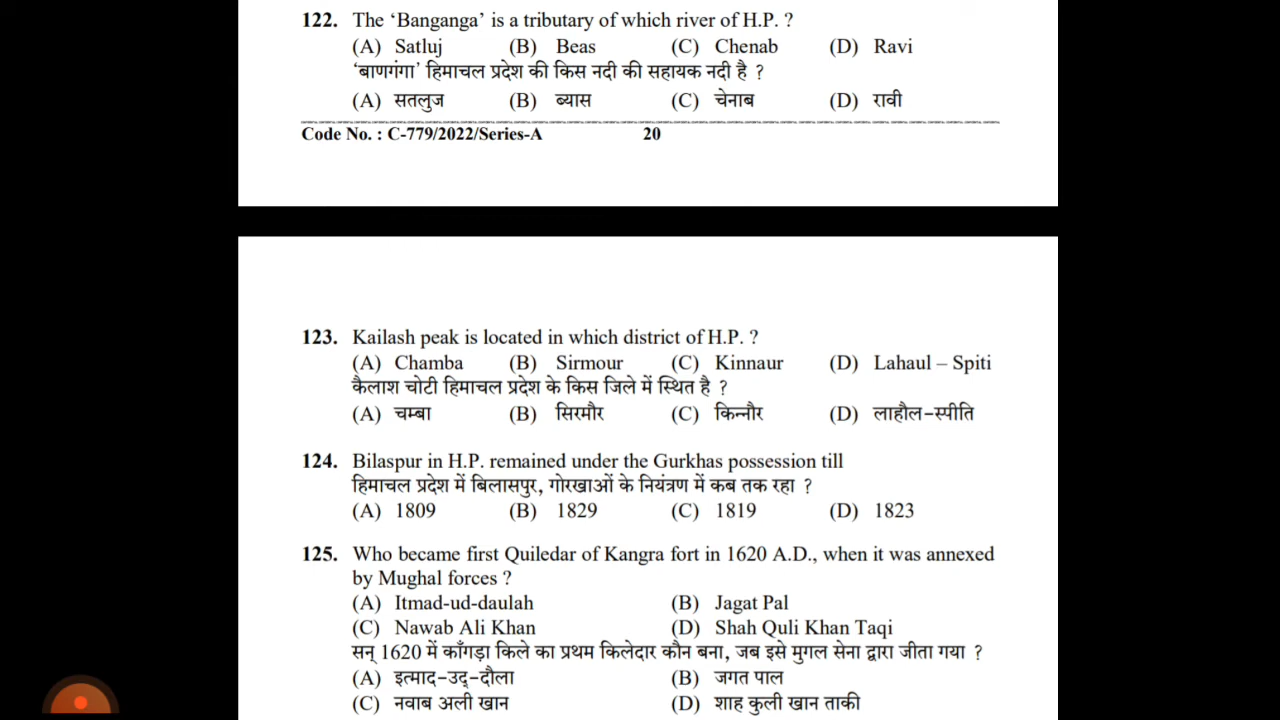 122. The ‘Banganga’ is a tributary of which river of H.P. ?
(A) Satluj (B) Beas (C) Chenab (D) Ravi
‘बाणगंगा’ हिमाचल प्रदेश की किस नदी की सहायक नदी है ?
(A) सतलुज (B) ब्यास (C) चेनाब (D) रावी
Code No. : C-779/2022/Series-A 20
123. Kailash peak is located in which district of H.P. ?
(A) Chamba (B) Sirmour (C) Kinnaur (D) Lahaul – Spiti
कैलाश चोटी हिमाचल प्रदेश के किस जिले में स्थित है ?
(A) चम्बा (B) सिरमौर (C) किन्नौर (D) लाहौल-स्पीति
124. Bilaspur in H.P. remained under the Gurkhas possession till
हिमाचल प्रदेश में बिलासपुर, गोरखाओं के नियंत्रण में कब तक रहा ?
(A) 1809 (B) 1829 (C) 1819 (D) 1823
125. Who became first Quiledar of Kangra fort in 1620 A.D., when it was annexed
by Mughal forces ?
(A) Itmad-ud-daulah (B) Jagat Pal
(C) Nawab Ali Khan (D) Shah Quli Khan Taqi
सन् 1620 में काँगड़ा किले का प्रथम किलेदार कौन बना, जब इसे मुगल सेना द्वारा जीता गया ?
(A) इत्माद-उद्-दौला (B) जगत पाल
(C) नवाब अली खान (D) शाह कुली खान ताकी